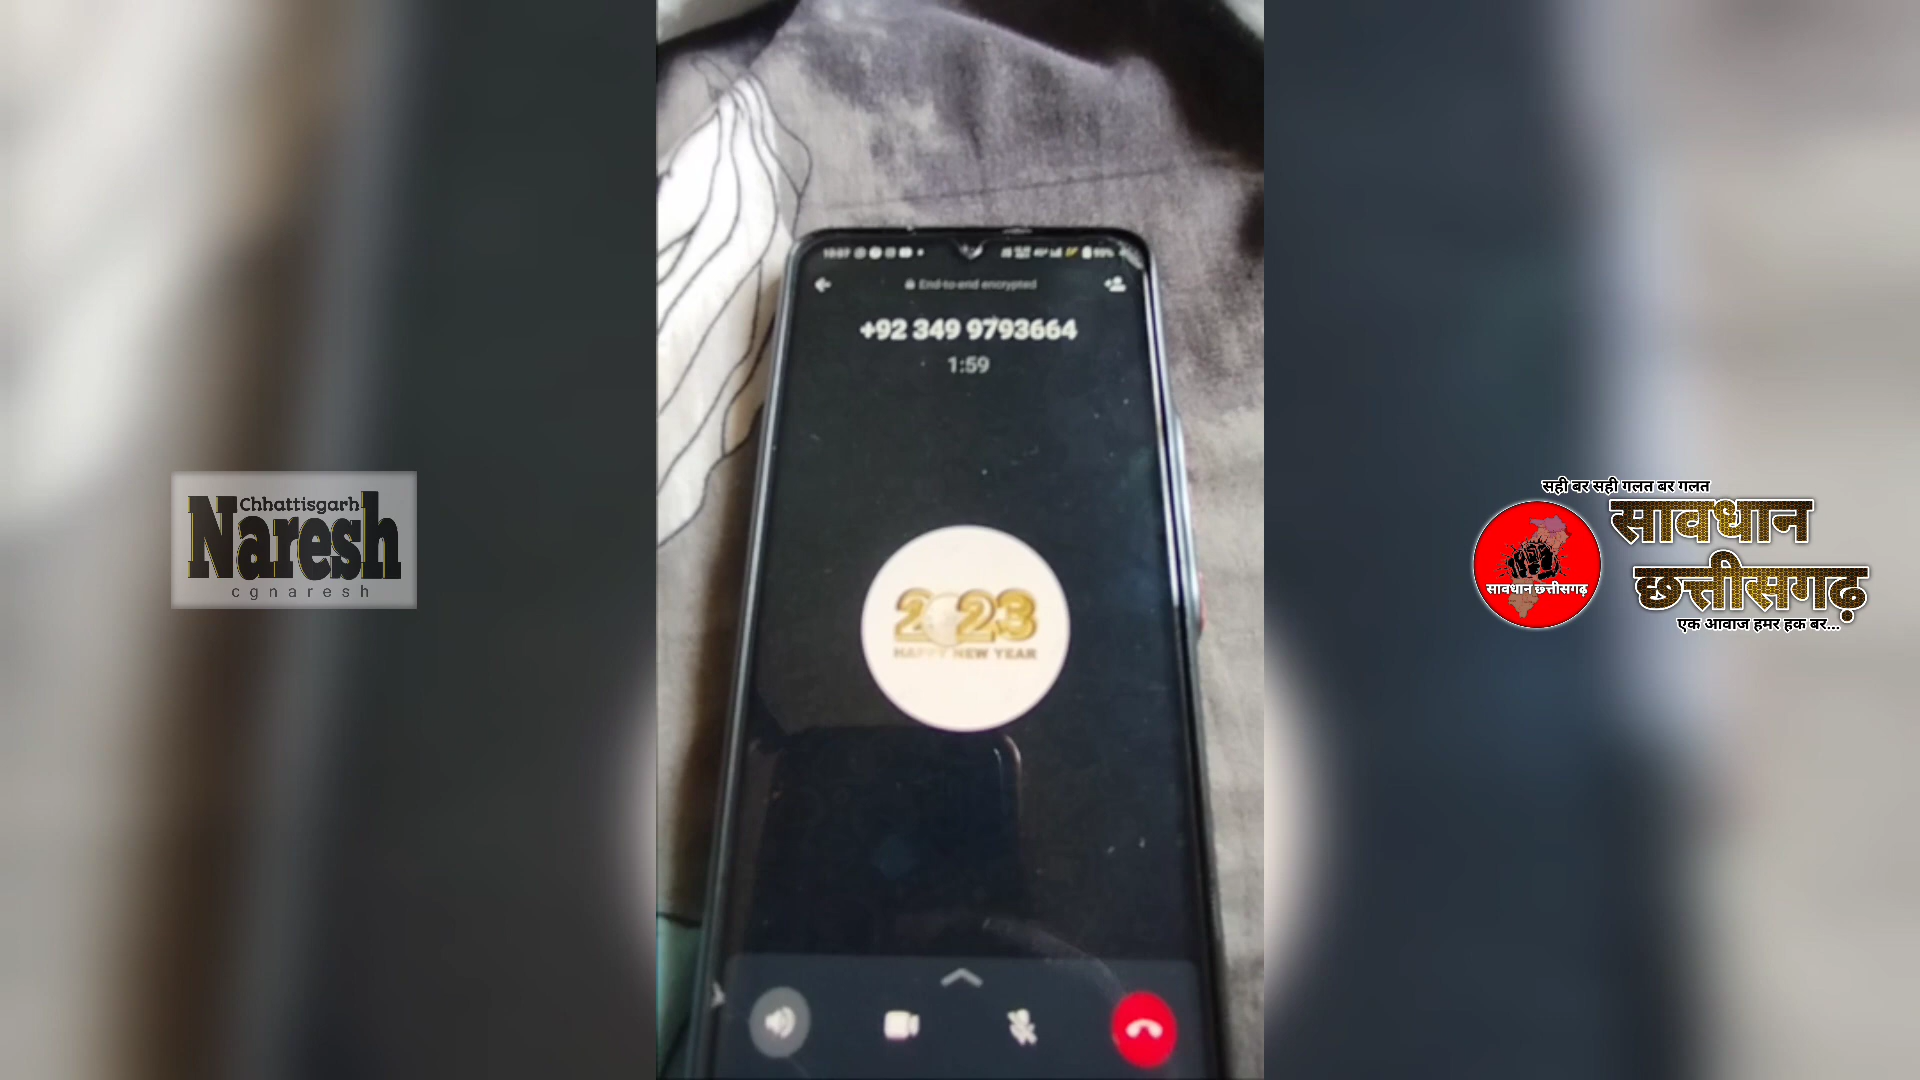 Chhattisgarh
Naresh
cgnaresh
End-to-end encrypted
+92 349 9793664
1:59
2023
HAPPY NEW YEAR
सही बर सही गलत बर गलत
सावधान
छत्तीसगढ़
सावधान छत्तीसगढ़
एक आवाज हमर हक बर...